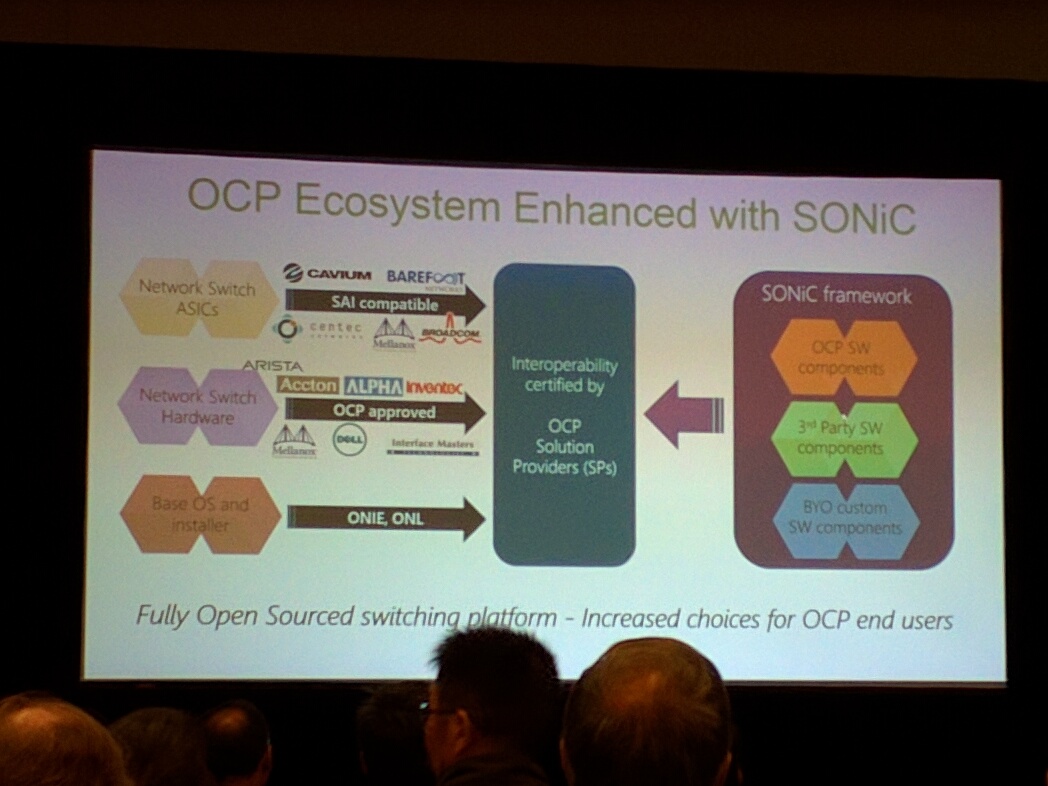 OCP Ecosystem Enhanced with SONiC
Network Switch
ASICs
CAVIUM
BAREFOOT
NETWORKS
SAI compatible
centec
Mellanox
BROADCOM
ARISTA
Network Switch
Hardware
Accton
ALPHA
Inventec
OCP approved
Mellanox
DELL
Interface Masters
Base OS and
installer
ONIE, ONL
Interoperability
certified by
OCP
Solution
Providers (SPs)
SONiC framework
OCP SW
components
3rd Party SW
components
BYO custom
SW components
Fully Open Sourced switching platform – Increased choices for OCP end users